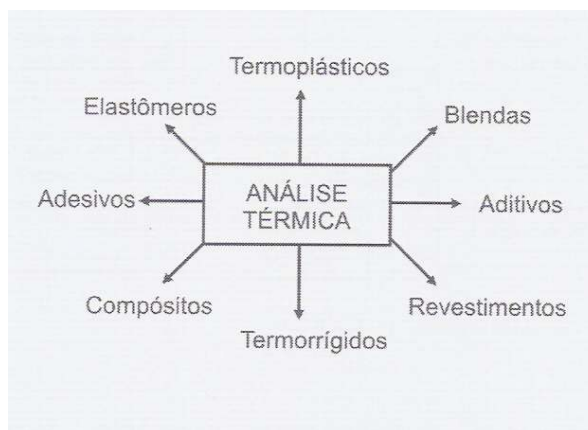 Termoplásticos
Elastômeros
Blendas
Adesivos
ANÁLISE
TÉRMICA
Aditivos
Compósitos
Revestimentos
Termorrígidos